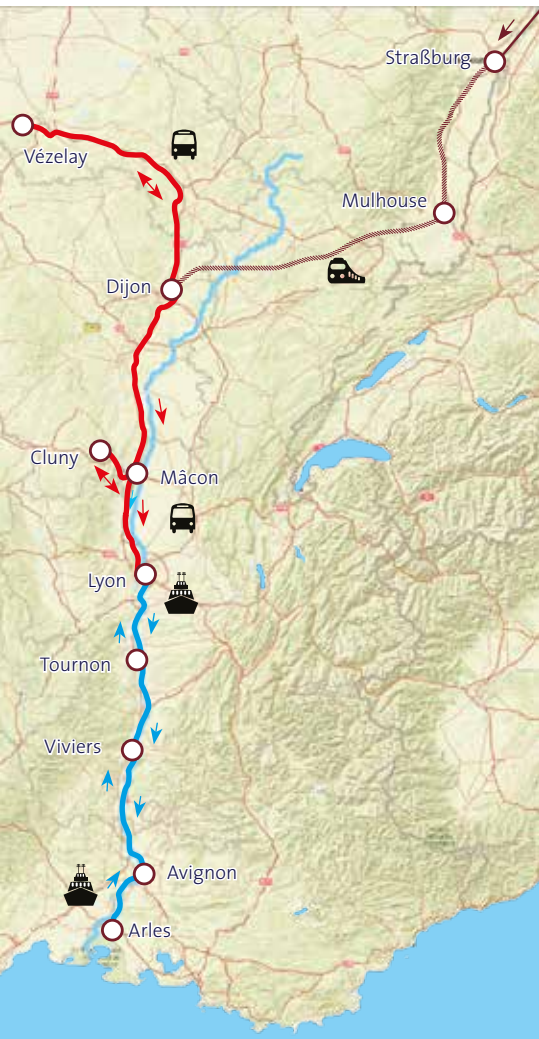 Straßburg
Vézelay
Mulhouse
Dijon
Cluny
Mâcon
Lyon
Tournon
Viviers
Avignon
Arles